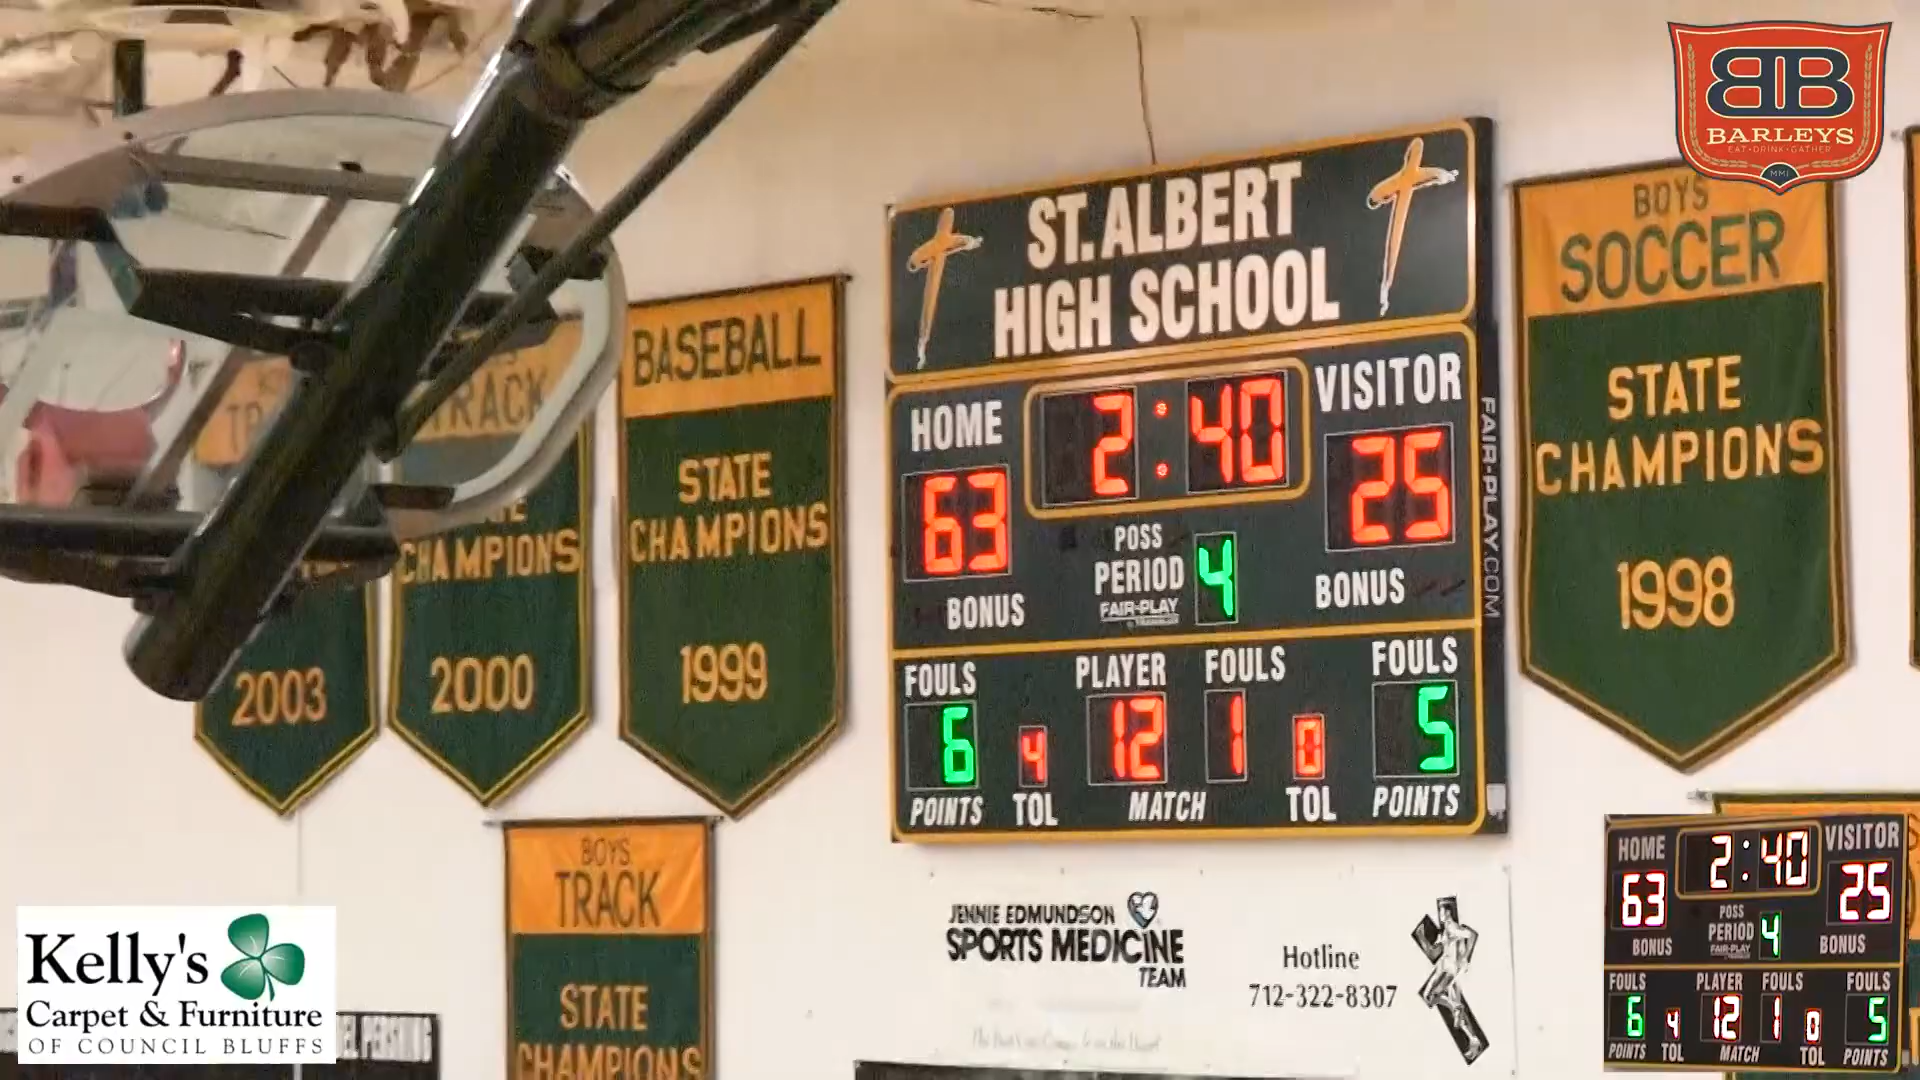 BB
BARLEYS
EAT•DRINK•GATHER
MMI
ST. ALBERT
HIGH SCHOOL
HOME
2:40
VISITOR
63
25
POSS
PERIOD
4
FAIR-PLAY
BONUS
BONUS
FOULS
PLAYER
FOULS
FOULS
6
4
12
1
0
5
POINTS
TOL
MATCH
TOL
POINTS
FAIR-PLAY.COM
BOYS
SOCCER
STATE
CHAMPIONS
1998
BASEBALL
STATE
CHAMPIONS
1999
TRACK
CHAMPIONS
2000
2003
BOYS
TRACK
STATE
CHAMPIONS
JENNIE EDMUNDSON
SPORTS MEDICINE
TEAM
Hotline
712-322-8307
Kelly's
Carpet & Furniture
OF COUNCIL BLUFFS
HOME
2:40
VISITOR
63
25
POSS
PERIOD
4
FAIR-PLAY
BONUS
BONUS
FOULS
PLAYER
FOULS
FOULS
6
4
12
1
0
5
POINTS
TOL
MATCH
TOL
POINTS